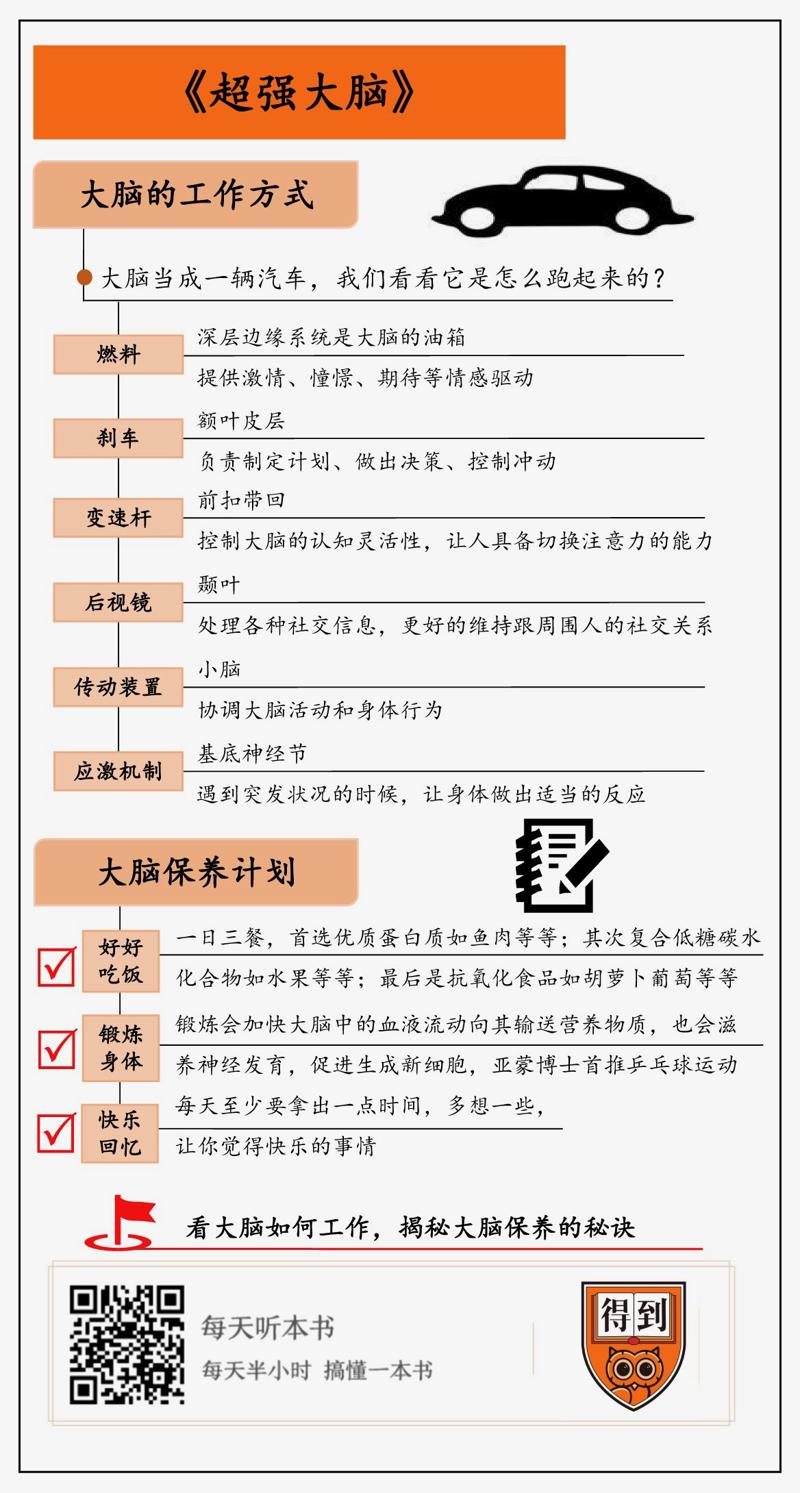 《超强大脑》
大脑的工作方式
大脑当成一辆汽车，我们看看它是怎么跑起来的？
燃料
深层边缘系统是大脑的油箱
提供激情、憧憬、期待等情感驱动
刹车
额叶皮层
负责制定计划、做出决策、控制冲动
变速杆
前扣带回
控制大脑的认知灵活性，让人具备切换注意力的能力
后视镜
颞叶
处理各种社交信息，更好的维持跟周围人的社交关系
传动装置
小脑
协调大脑活动和身体行为
应激机制
基底神经节
遇到突发状况的时候，让身体做出适当的反应
大脑保养计划
好好
吃饭
一日三餐，首选优质蛋白质如鱼肉等等；其次复合低糖碳水
化合物如水果等等；最后是抗氧化食品如胡萝卜葡萄等等
锻炼
身体
锻炼会加快大脑中的血液流动向其输送营养物质，也会滋
养神经发育，促进生成新细胞，亚蒙博士首推乒乓球运动
快乐
回忆
每天至少要拿出一点时间，多想一些，
让你觉得快乐的事情
看大脑如何工作，揭秘大脑保养的秘诀
每天听本书
每天半小时 搞懂一本书
得到